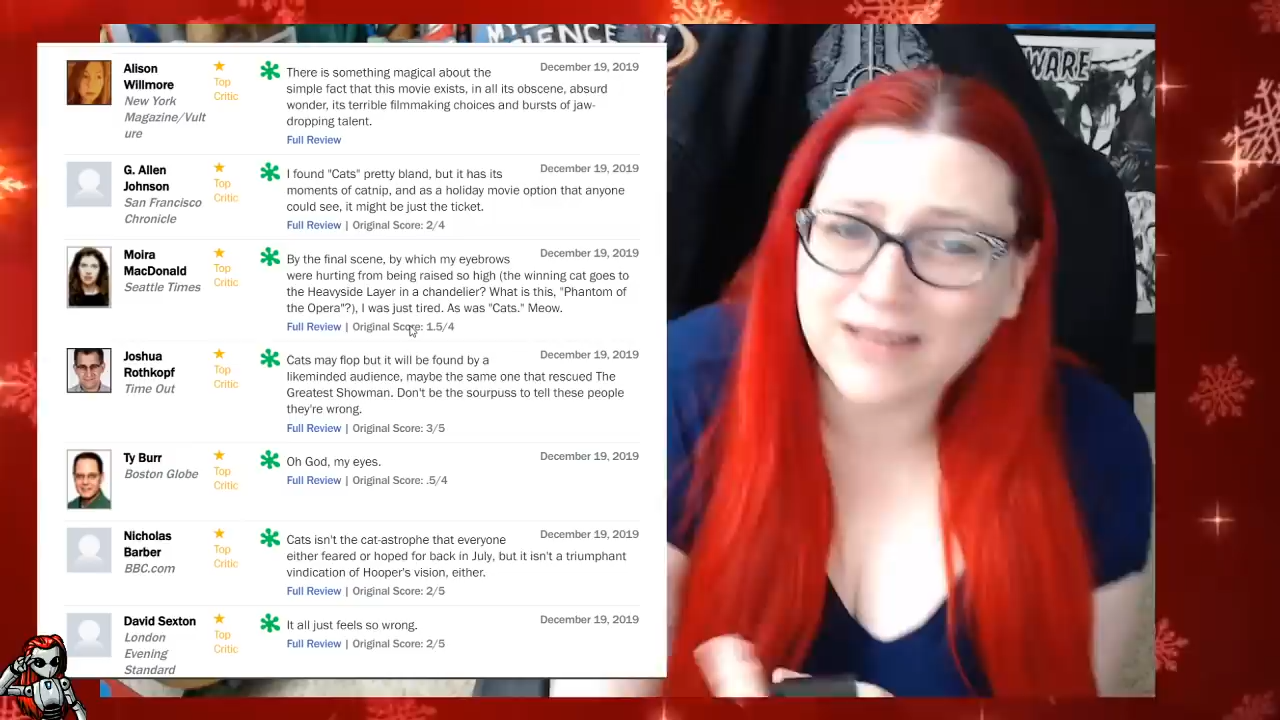 MY
SCIENCE
WARE
Alison
Willmore
New York
Magazine/Vult
ure
Top
Critic
December 19, 2019
There is something magical about the
simple fact that this movie exists, in all its obscene, absurd
wonder, its terrible filmmaking choices and bursts of jaw-
dropping talent.
Full Review
G. Allen
Johnson
San Francisco
Chronicle
Top
Critic
December 19, 2019
I found "Cats" pretty bland, but it has its
moments of catnip, and as a holiday movie option that anyone
could see, it might be just the ticket.
Full Review | Original Score: 2/4
Moira
MacDonald
Seattle Times
Top
Critic
December 19, 2019
By the final scene, by which my eyebrows
were hurting from being raised so high (the winning cat goes to
the Heavyside Layer in a chandelier? What is this, "Phantom of
the Opera"?), I was just tired. As was "Cats." Meow.
Full Review | Original Score: 1.5/4
Joshua
Rothkopf
Time Out
Top
Critic
December 19, 2019
Cats may flop but it will be found by a
likeminded audience, maybe the same one that rescued The
Greatest Showman. Don't be the sourpuss to tell these people
they're wrong.
Full Review | Original Score: 3/5
Ty Burr
Boston Globe
Top
Critic
December 19, 2019
Oh God, my eyes.
Full Review | Original Score: .5/4
Nicholas
Barber
BBC.com
Top
Critic
December 19, 2019
Cats isn't the cat-astrophe that everyone
either feared or hoped for back in July, but it isn't a triumphant
vindication of Hooper's vision, either.
Full Review | Original Score: 2/5
David Sexton
London
Evening
Standard
Top
Critic
December 19, 2019
It all just feels so wrong.
Full Review | Original Score: 2/5